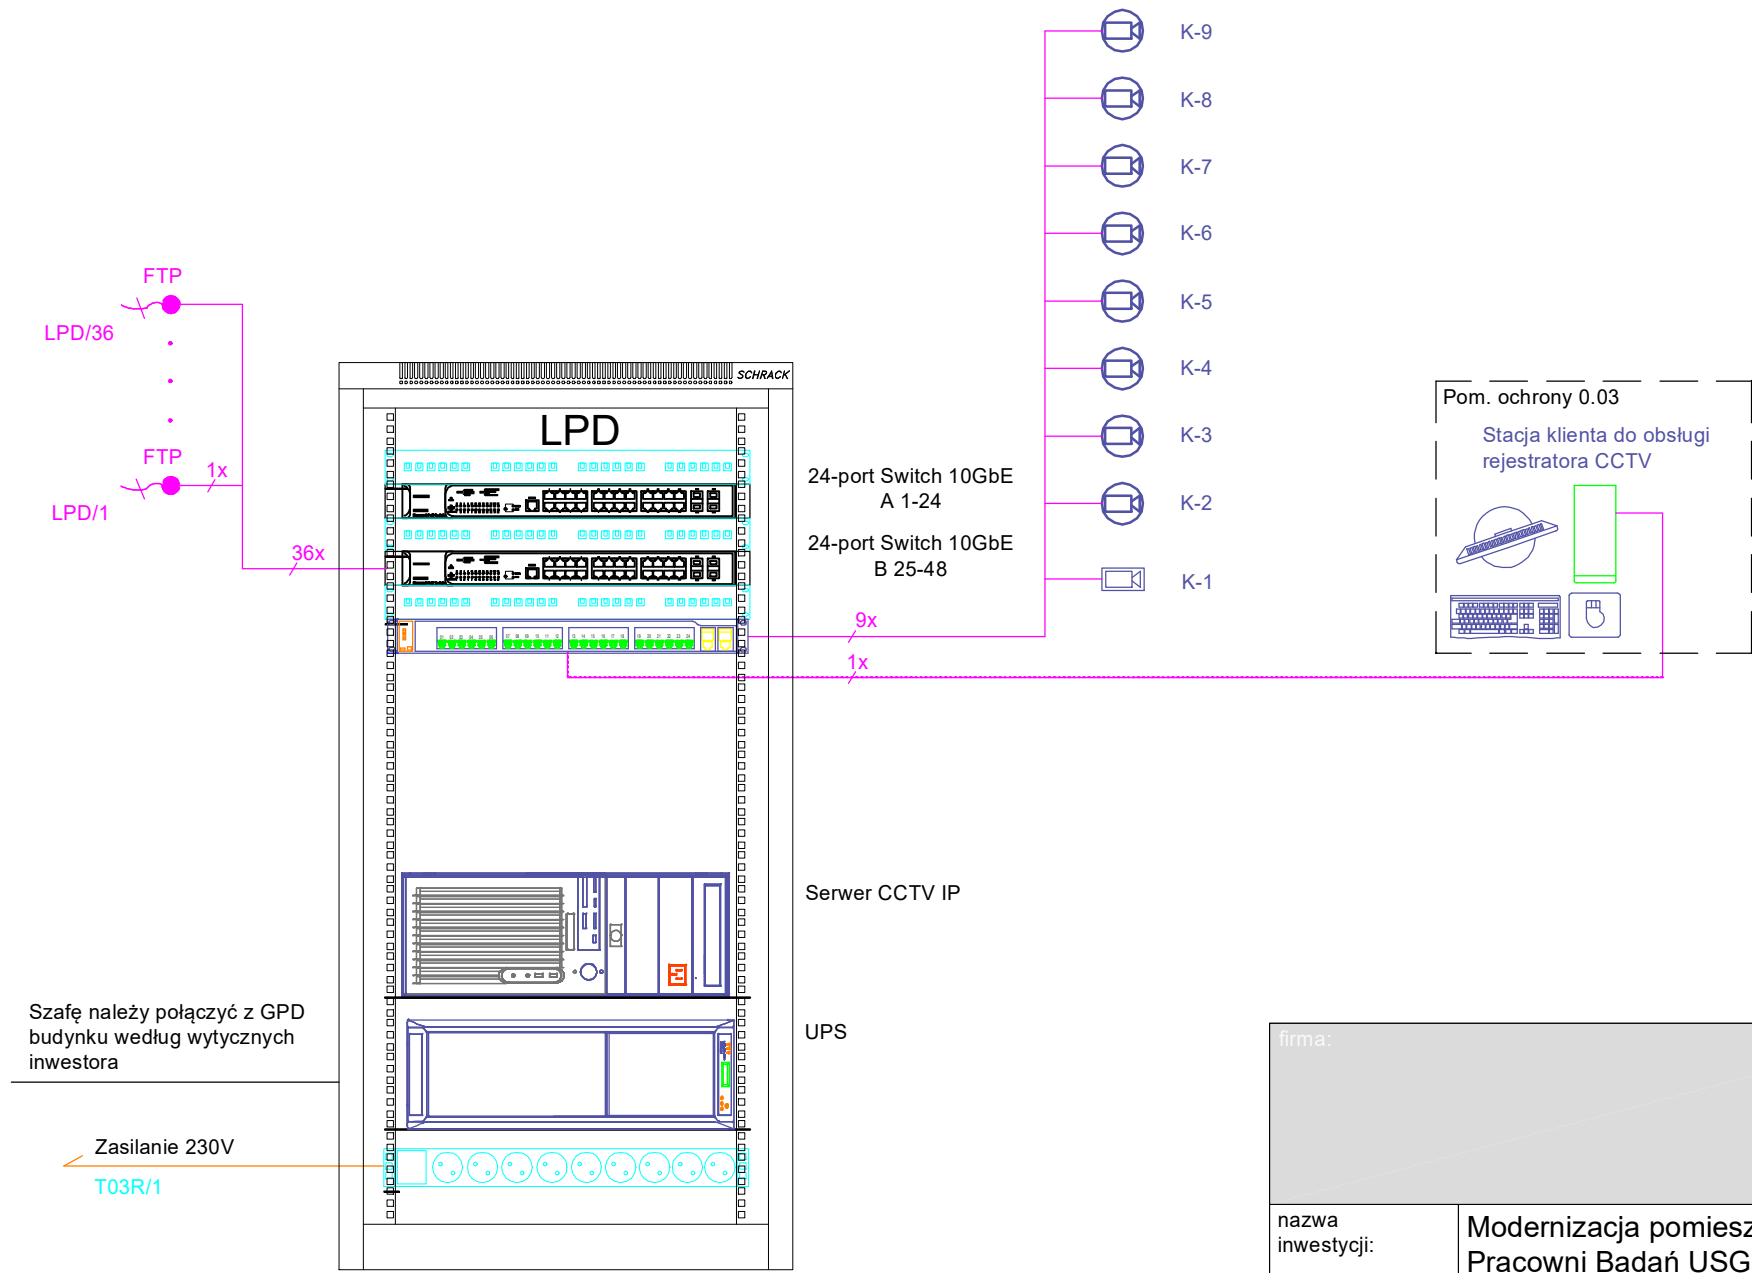 K-9
K-8
K-7
K-6
K-5
K-4
K-3
K-2
K-1
FTP
LPD/36
FTP
1x
LPD/1
36x
SCHRACK
LPD
24-port Switch 10GbE
A 1-24
24-port Switch 10GbE
B 25-48
9x
1x
Pom. ochrony 0.03
Stacja klienta do obsługi
rejestratora CCTV
Serwer CCTV IP
UPS
Szafę należy połączyć z GPD
budynku według wytycznych
inwestora
Zasilanie 230V
T03R/1
firma:
nazwa
inwestycji:
Modernizacja pomiesz
Pracowni Badań USG